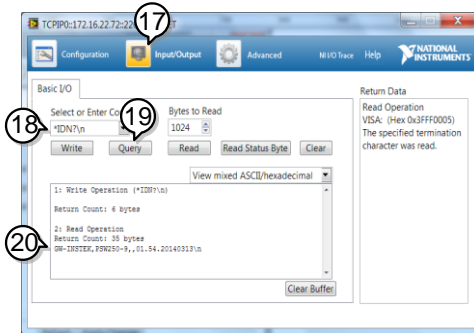 17
TCPIP0::172.16.22.72::22
Configuration
Input/Output
Advanced
NI I/O Trace
Help
NATIONAL
INSTRUMENTS
Basic I/O
Return Data
Select or Enter Co
Bytes to Read
Read Operation
VISA: (Hex 0x3FFF0005)
The specified termination
character was read.
18
*IDN?\n
19
1024
Write
Query
Read
Read Status Byte
Clear
View mixed ASCII/hexadecimal
1: Write Operation (*IDN?\n)
Return Count: 6 bytes
2: Read Operation
Return Count: 35 bytes
20
GW-INSTEK,PSW250-9,,01.54.20140313\n
Clear Buffer